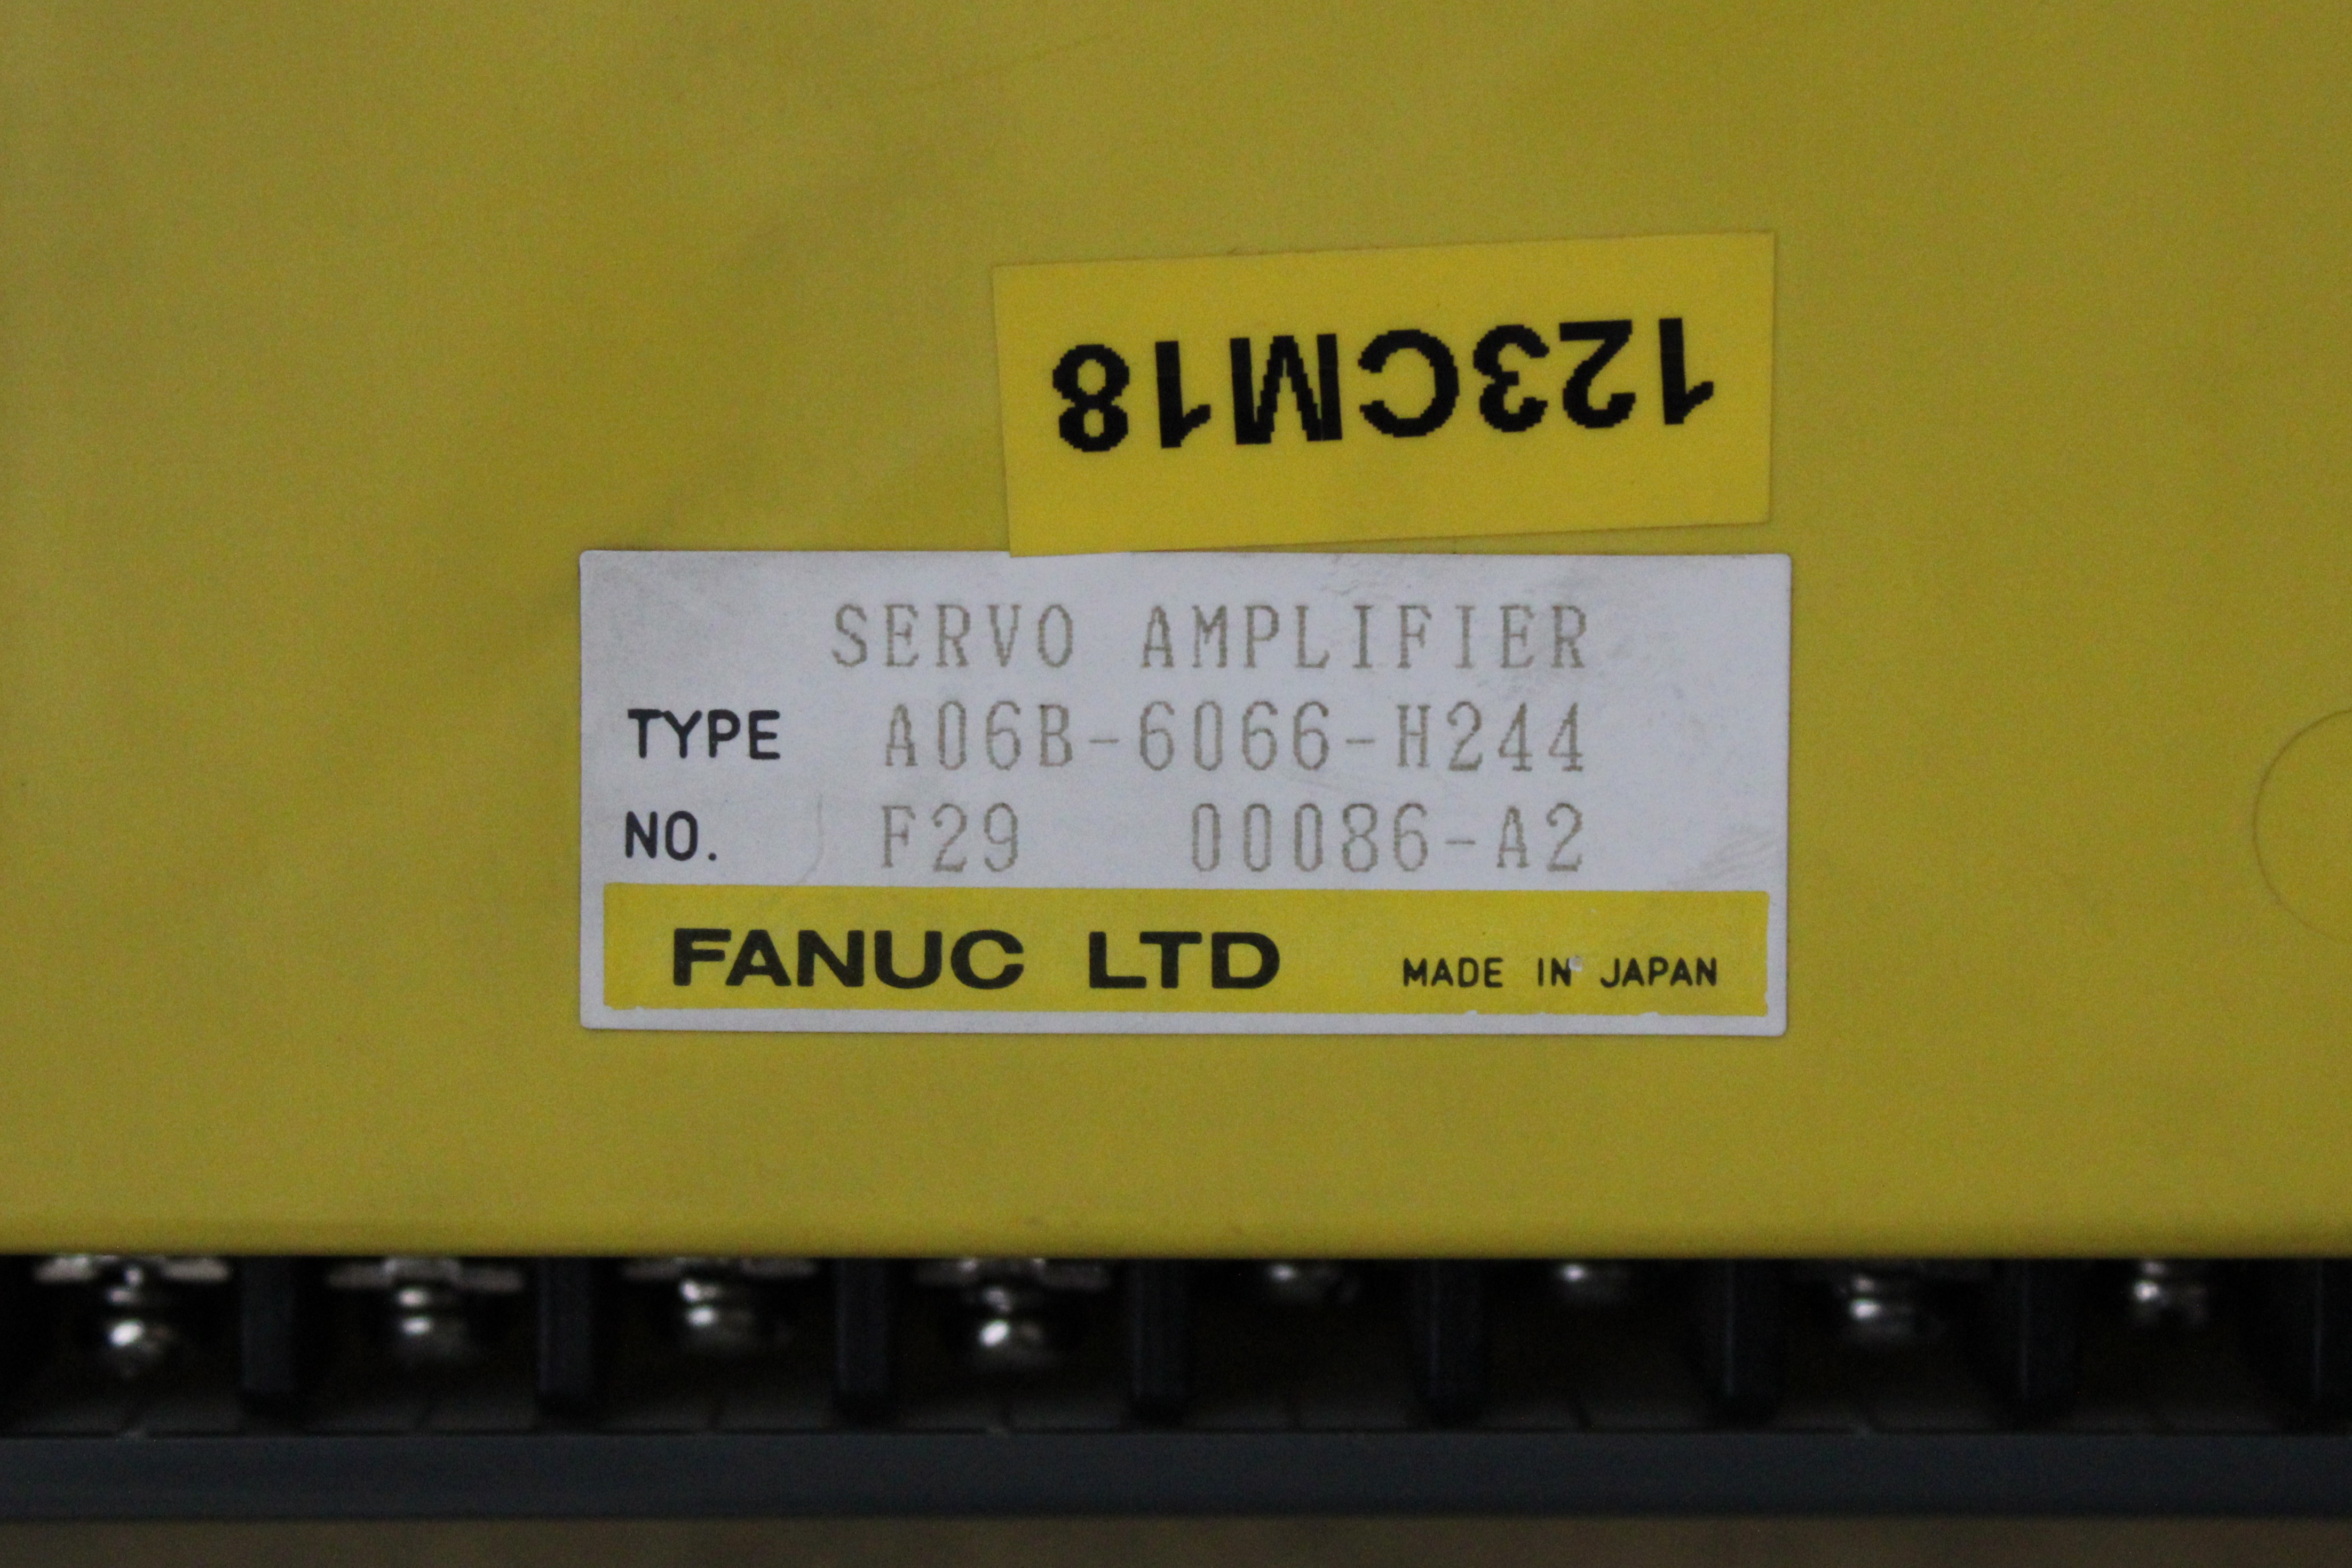 123CM18
SERVO AMPLIFIER
TYPE A06B-6066-H244
NO. F29 00086-A2
FANUC LTD MADE IN JAPAN